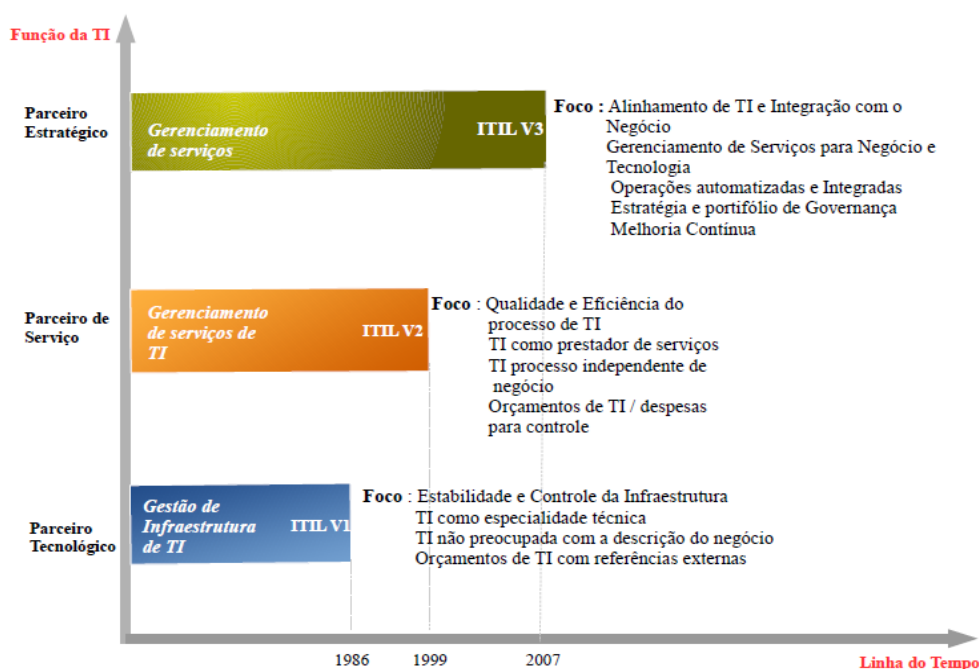 Função da TI
Parceiro
Estratégico
Gerenciamento
de serviços
ITIL V3
Foco : Alinhamento de TI e Integração com o
Negócio
Gerenciamento de Serviços para Negócio e
Tecnologia
Operações automatizadas e Integradas
Estratégia e portifólio de Governança
Melhoria Contínua
Parceiro de
Serviço
Gerenciamento
de serviços de
TI
ITIL V2
Foco : Qualidade e Eficiência do
processo de TI
TI como prestador de serviços
TI processo independente de
negócio
Orçamentos de TI / despesas
para controle
Parceiro
Tecnológico
Gestão de
Infraestrutura
de TI
ITIL V1
Foco : Estabilidade e Controle da Infraestrutura
TI como especialidade técnica
TI não preocupada com a descrição do negócio
Orçamentos de TI com referências externas
1986
1999
2007
Linha do Tempo